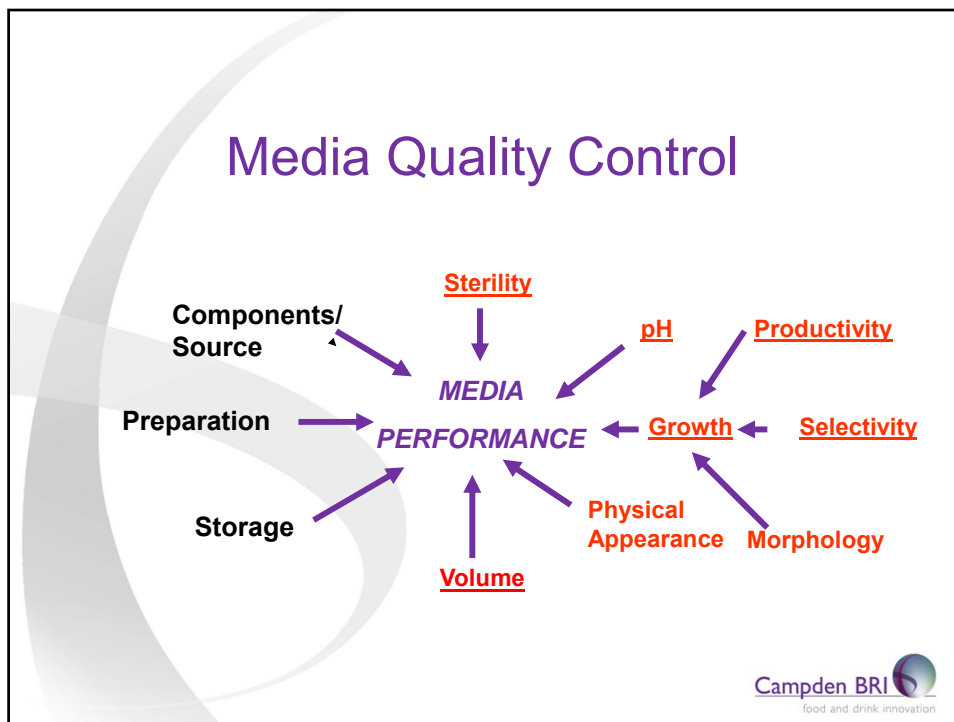 Media Quality Control
Sterility
Components/
Source
pH
Productivity
MEDIA
Preparation
PERFORMANCE
Growth
Selectivity
Storage
Physical
Appearance
Morphology
Volume
Campden BRI
food and drink innovation